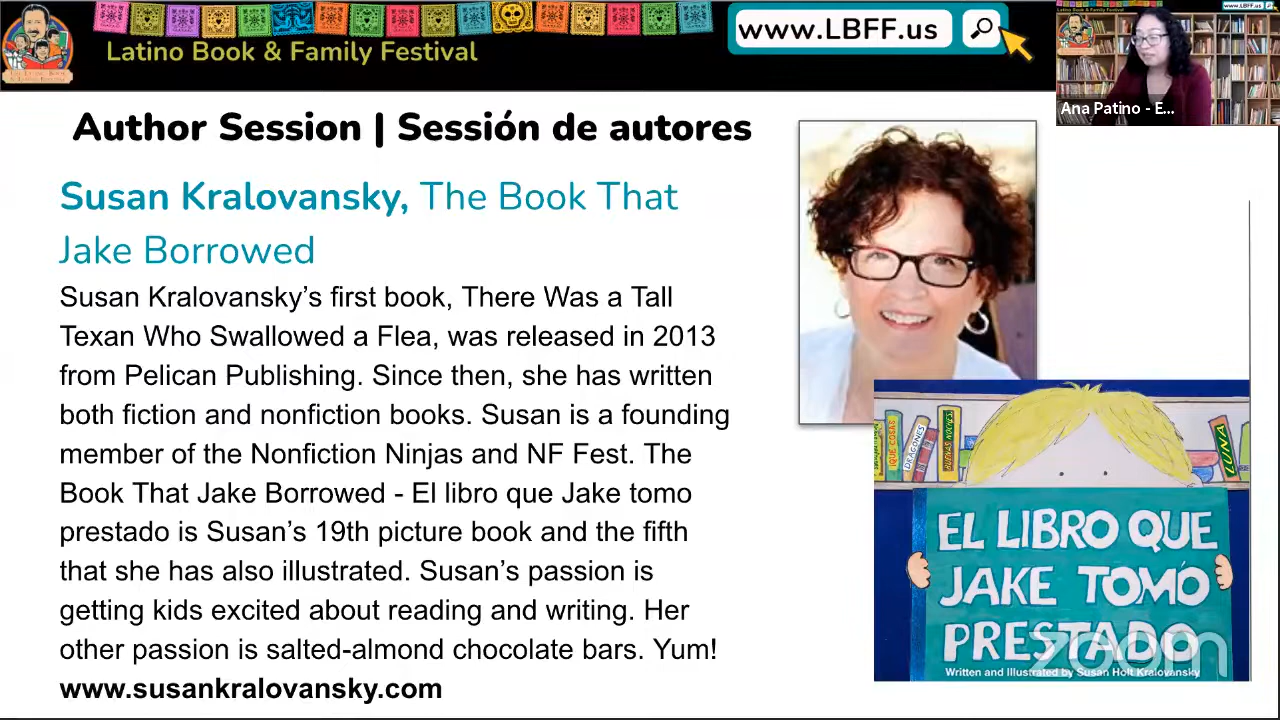 Latino Book & Family Festival
www.LBFF.us
Ana Patino - E...
Author Session | Sessión de autores
Susan Kralovansky, The Book That
Jake Borrowed
Susan Kralovansky’s first book, There Was a Tall
Texan Who Swallowed a Flea, was released in 2013
from Pelican Publishing. Since then, she has written
both fiction and nonfiction books. Susan is a founding
member of the Nonfiction Ninjas and NF Fest. The
Book That Jake Borrowed - El libro que Jake tomo
prestado is Susan’s 19th picture book and the fifth
that she has also illustrated. Susan’s passion is
getting kids excited about reading and writing. Her
other passion is salted-almond chocolate bars. Yum!
www.susankralovansky.com
¡QUE COSAS!
DRAGONES
BUENAS NOCHES
LUNA
EL LIBRO QUE
JAKE TOMÓ
PRESTADO
zoom
Written and Illustrated by Susan Holt Kralovansky